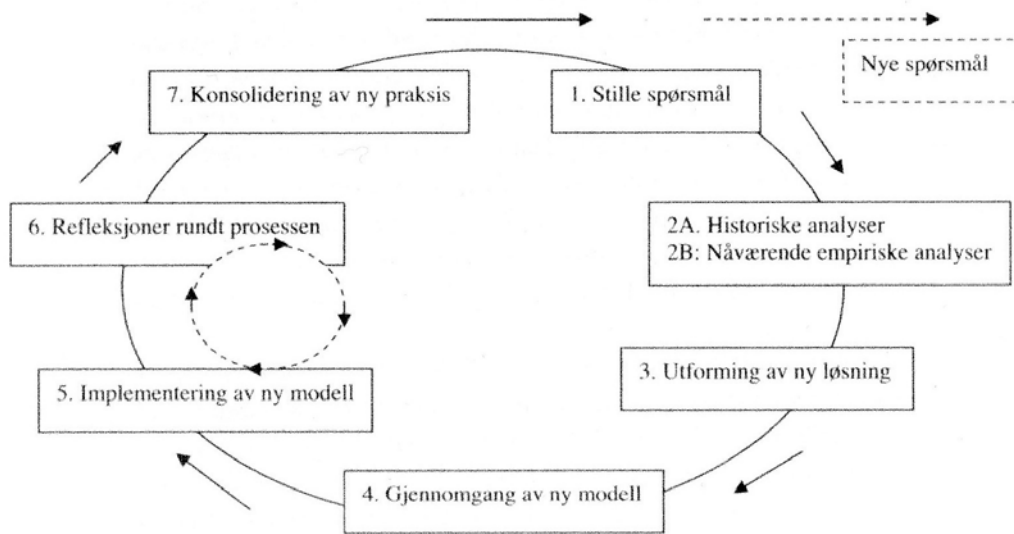 Nye spørsmål
7. Konsolidering av ny praksis
1. Stille spørsmål
6. Refleksjoner rundt prosessen
2A. Historiske analyser
2B: Nåværende empiriske analyser
3. Utforming av ny løsning
5. Implementering av ny modell
4. Gjennomgang av ny modell